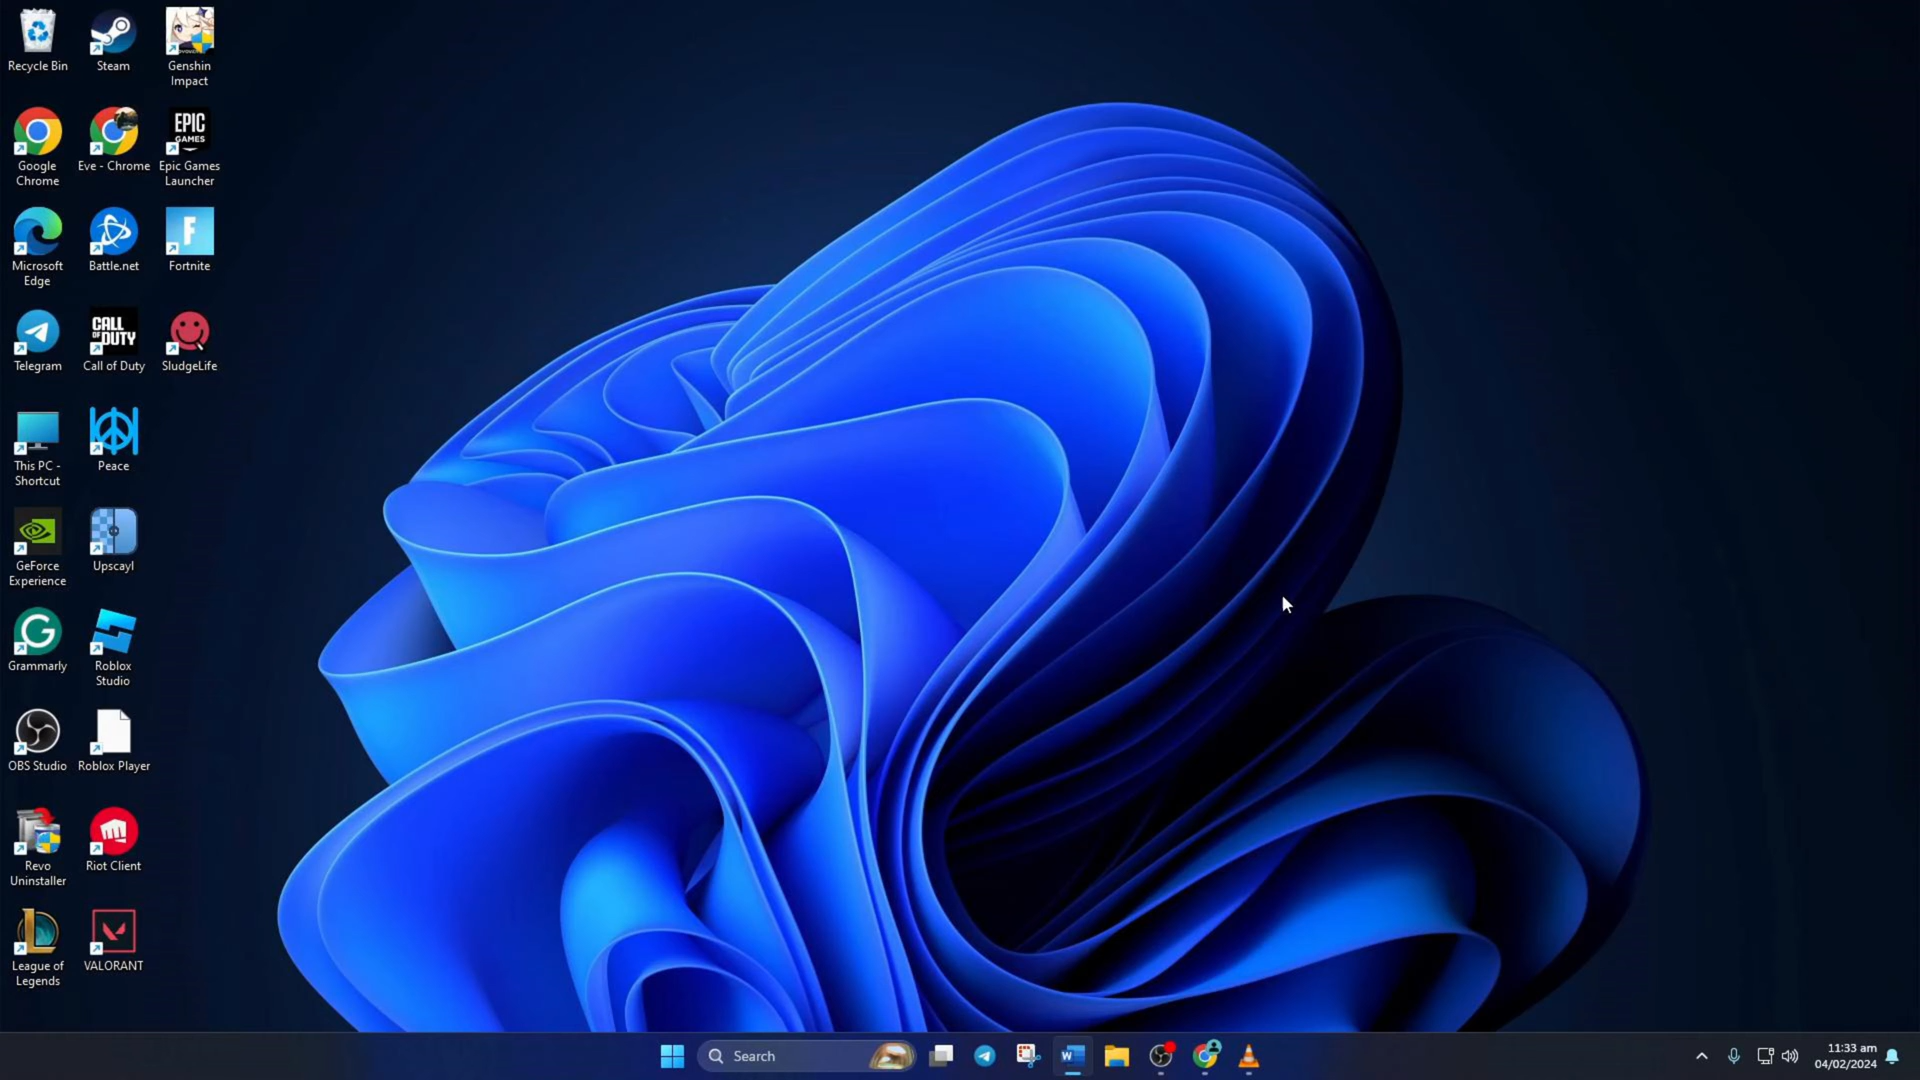 Recycle Bin
Steam
Genshin
Impact
Google
Chrome
Eve - Chrome
EPIC
GAMES
Epic Games
Launcher
Microsoft
Edge
Battle.net
F
Fortnite
Telegram
CALL
OF DUTY
Call of Duty
SludgeLife
This PC -
Shortcut
Peace
GeForce
Experience
Upscayl
G
Grammarly
Roblox
Studio
OBS Studio
Roblox Player
Revo
Uninstaller
Riot Client
L
League of
Legends
VALORANT
Search
W
11:33 am
04/02/2024